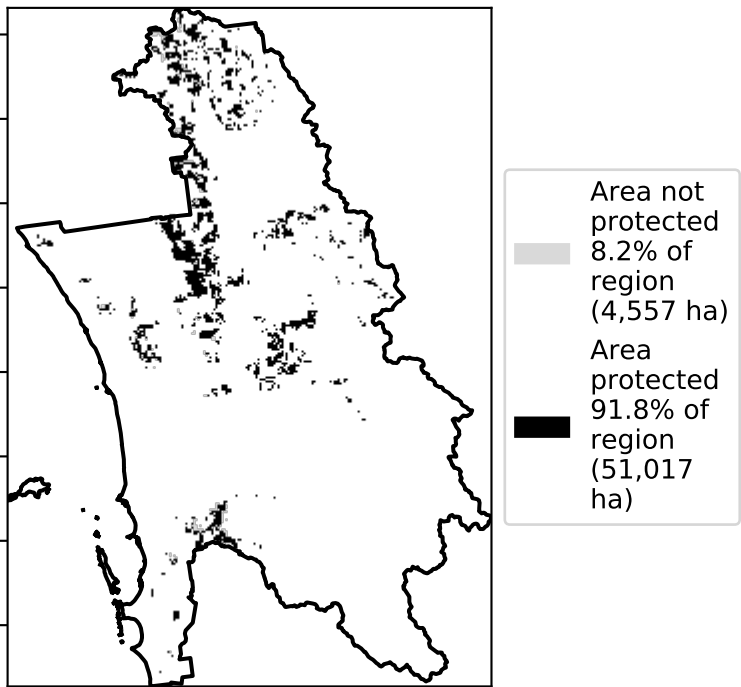 Area not
protected
8.2% of
region
(4,557 ha)
Area
protected
91.8% of
region
(51,017
ha)